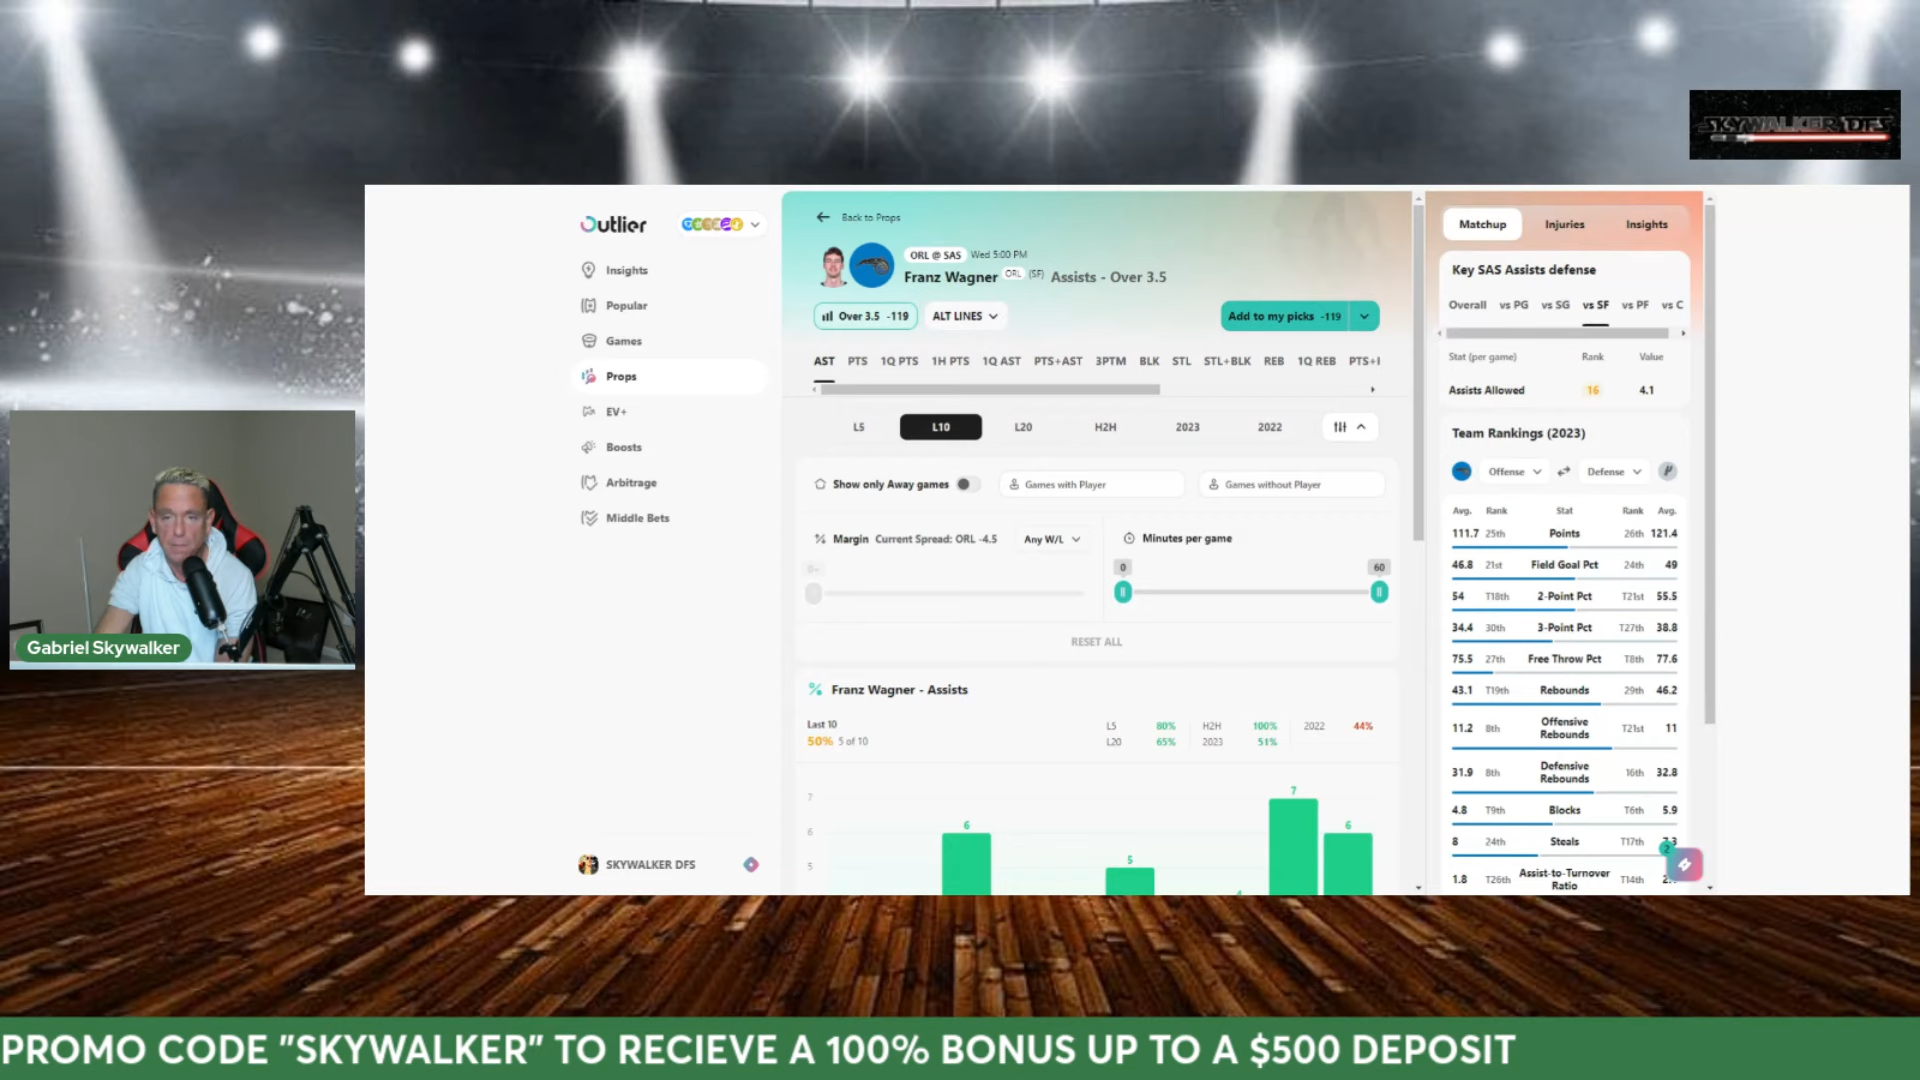 SKYWALKER DFS
Outlier
Insights
Popular
Games
Props
EV+
Boosts
Arbitrage
Middle Bets
SKYWALKER DFS
Back to Props
ORL @ SAS Wed 5:00 PM
Franz Wagner ORL (SF) Assists - Over 3.5
Over 3.5 -119 ALT LINES
Add to my picks -119
AST PTS 1Q PTS 1H PTS 1Q AST PTS+AST 3PTM BLK STL STL+BLK REB 1Q REB PTS+
L5 L10 L20 H2H 2023 2022
Show only Away games Games with Player Games without Player
Margin Current Spread: ORL -4.5 Any W/L Minutes per game
0+ 0 60
RESET ALL
Franz Wagner - Assists
Last 10
50% 5 of 10
L5 80% H2H 100% 2022 44%
L20 65% 2023 51%
7
6
5
6
5
4
7
6
Matchup Injuries Insights
Key SAS Assists defense
Overall vs PG vs SG vs SF vs PF vs C
Stat (per game) Rank Value
Assists Allowed 16 4.1
Team Rankings (2023)
Offense Defense
Avg. Rank Stat Rank Avg.
111.7 25th Points 26th 121.4
46.8 21st Field Goal Pct 24th 49
54 T18th 2-Point Pct T21st 55.5
34.4 30th 3-Point Pct T27th 38.8
75.5 27th Free Throw Pct T8th 77.6
43.1 T19th Rebounds 29th 46.2
11.2 8th Offensive Rebounds T21st 11
31.9 8th Defensive Rebounds 16th 32.8
4.8 T9th Blocks T6th 5.9
8 24th Steals T17th
1.8 T26th Assist-to-Turnover Ratio T14th
2
Gabriel Skywalker
PROMO CODE "SKYWALKER" TO RECIEVE A 100% BONUS UP TO A $500 DEPOSIT